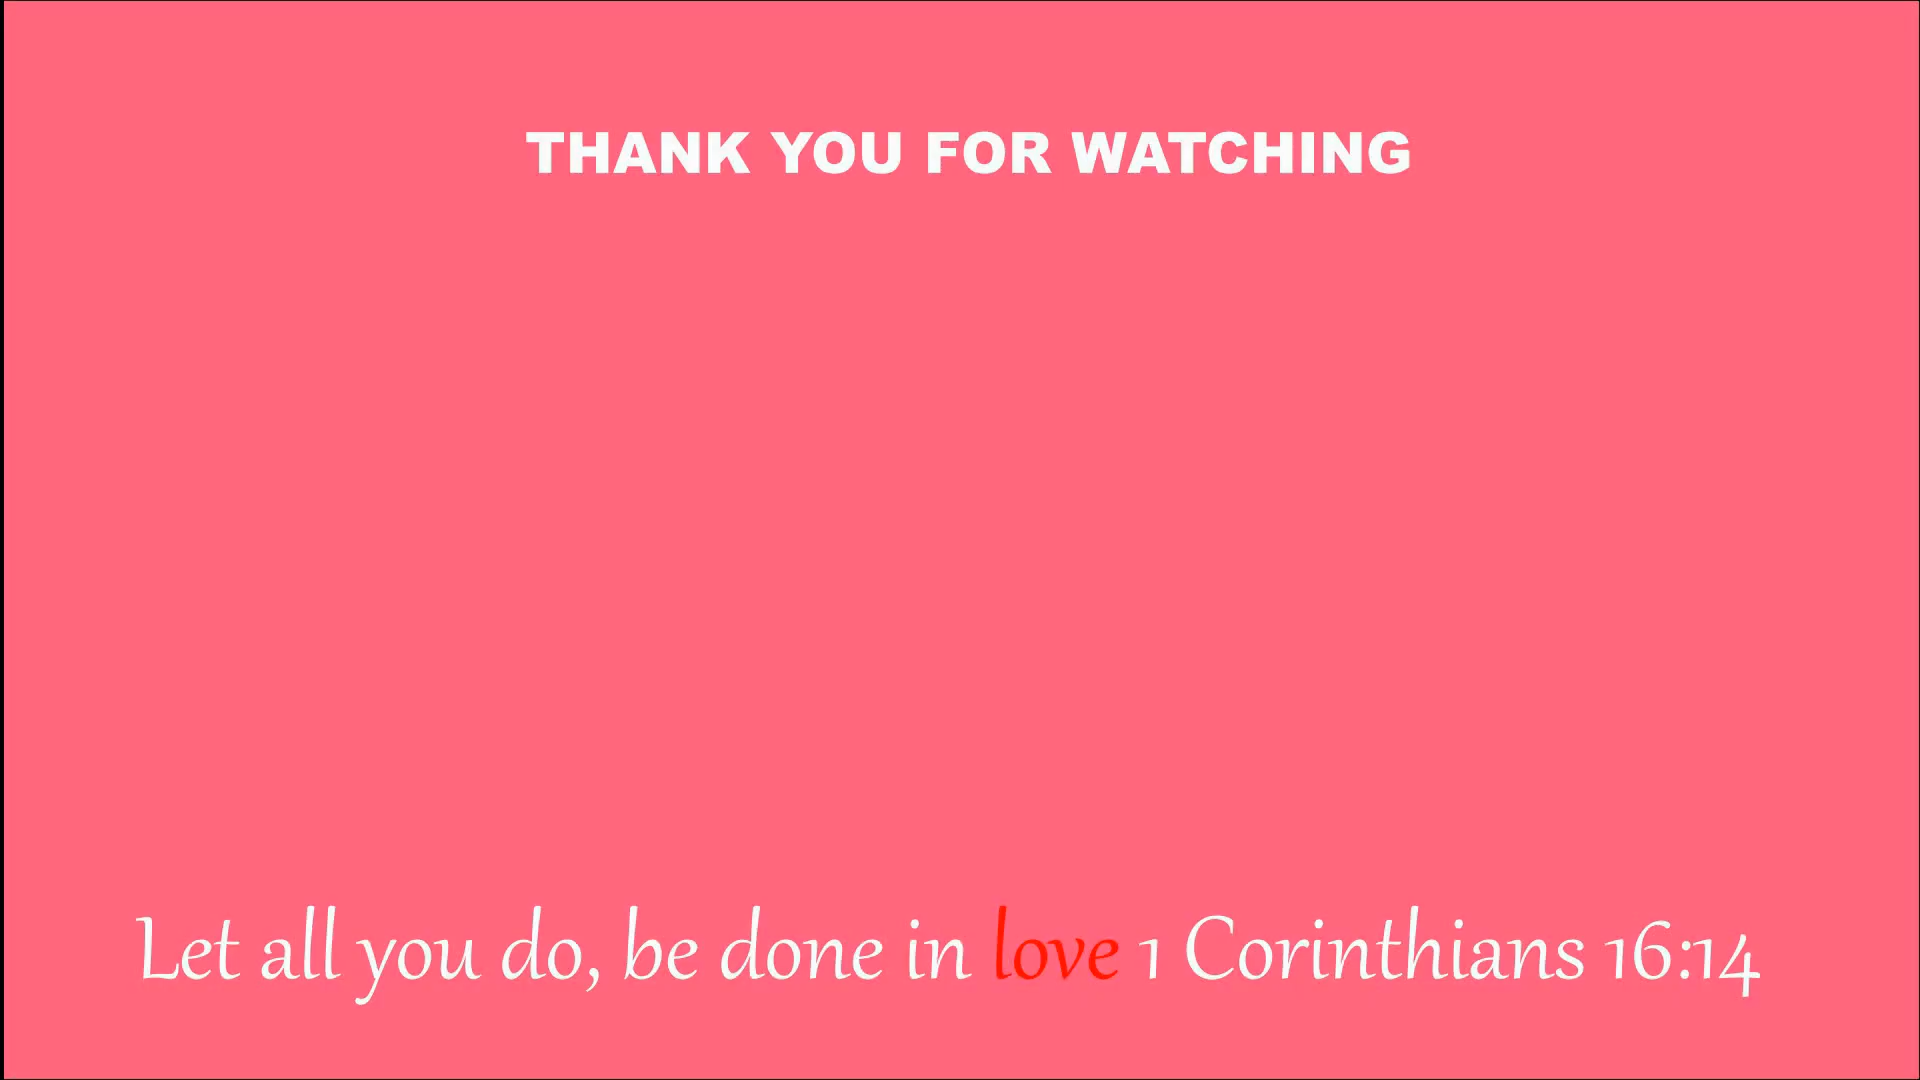 THANK YOU FOR WATCHING
Let all you do, be done in love 1 Corinthians 16:14